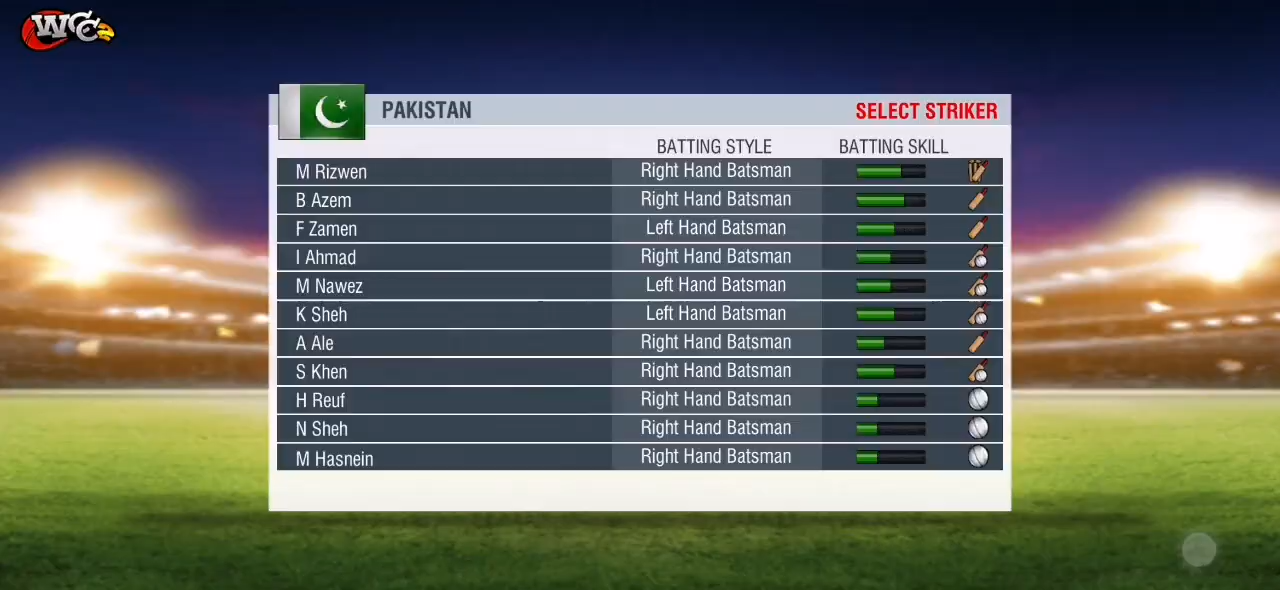 WCC
PAKISTAN SELECT STRIKER
BATTING STYLE BATTING SKILL
M Rizwen Right Hand Batsman
B Azem Right Hand Batsman
F Zamen Left Hand Batsman
I Ahmad Right Hand Batsman
M Nawez Left Hand Batsman
K Sheh Left Hand Batsman
A Ale Right Hand Batsman
S Khen Right Hand Batsman
H Reuf Right Hand Batsman
N Sheh Right Hand Batsman
M Hasnein Right Hand Batsman